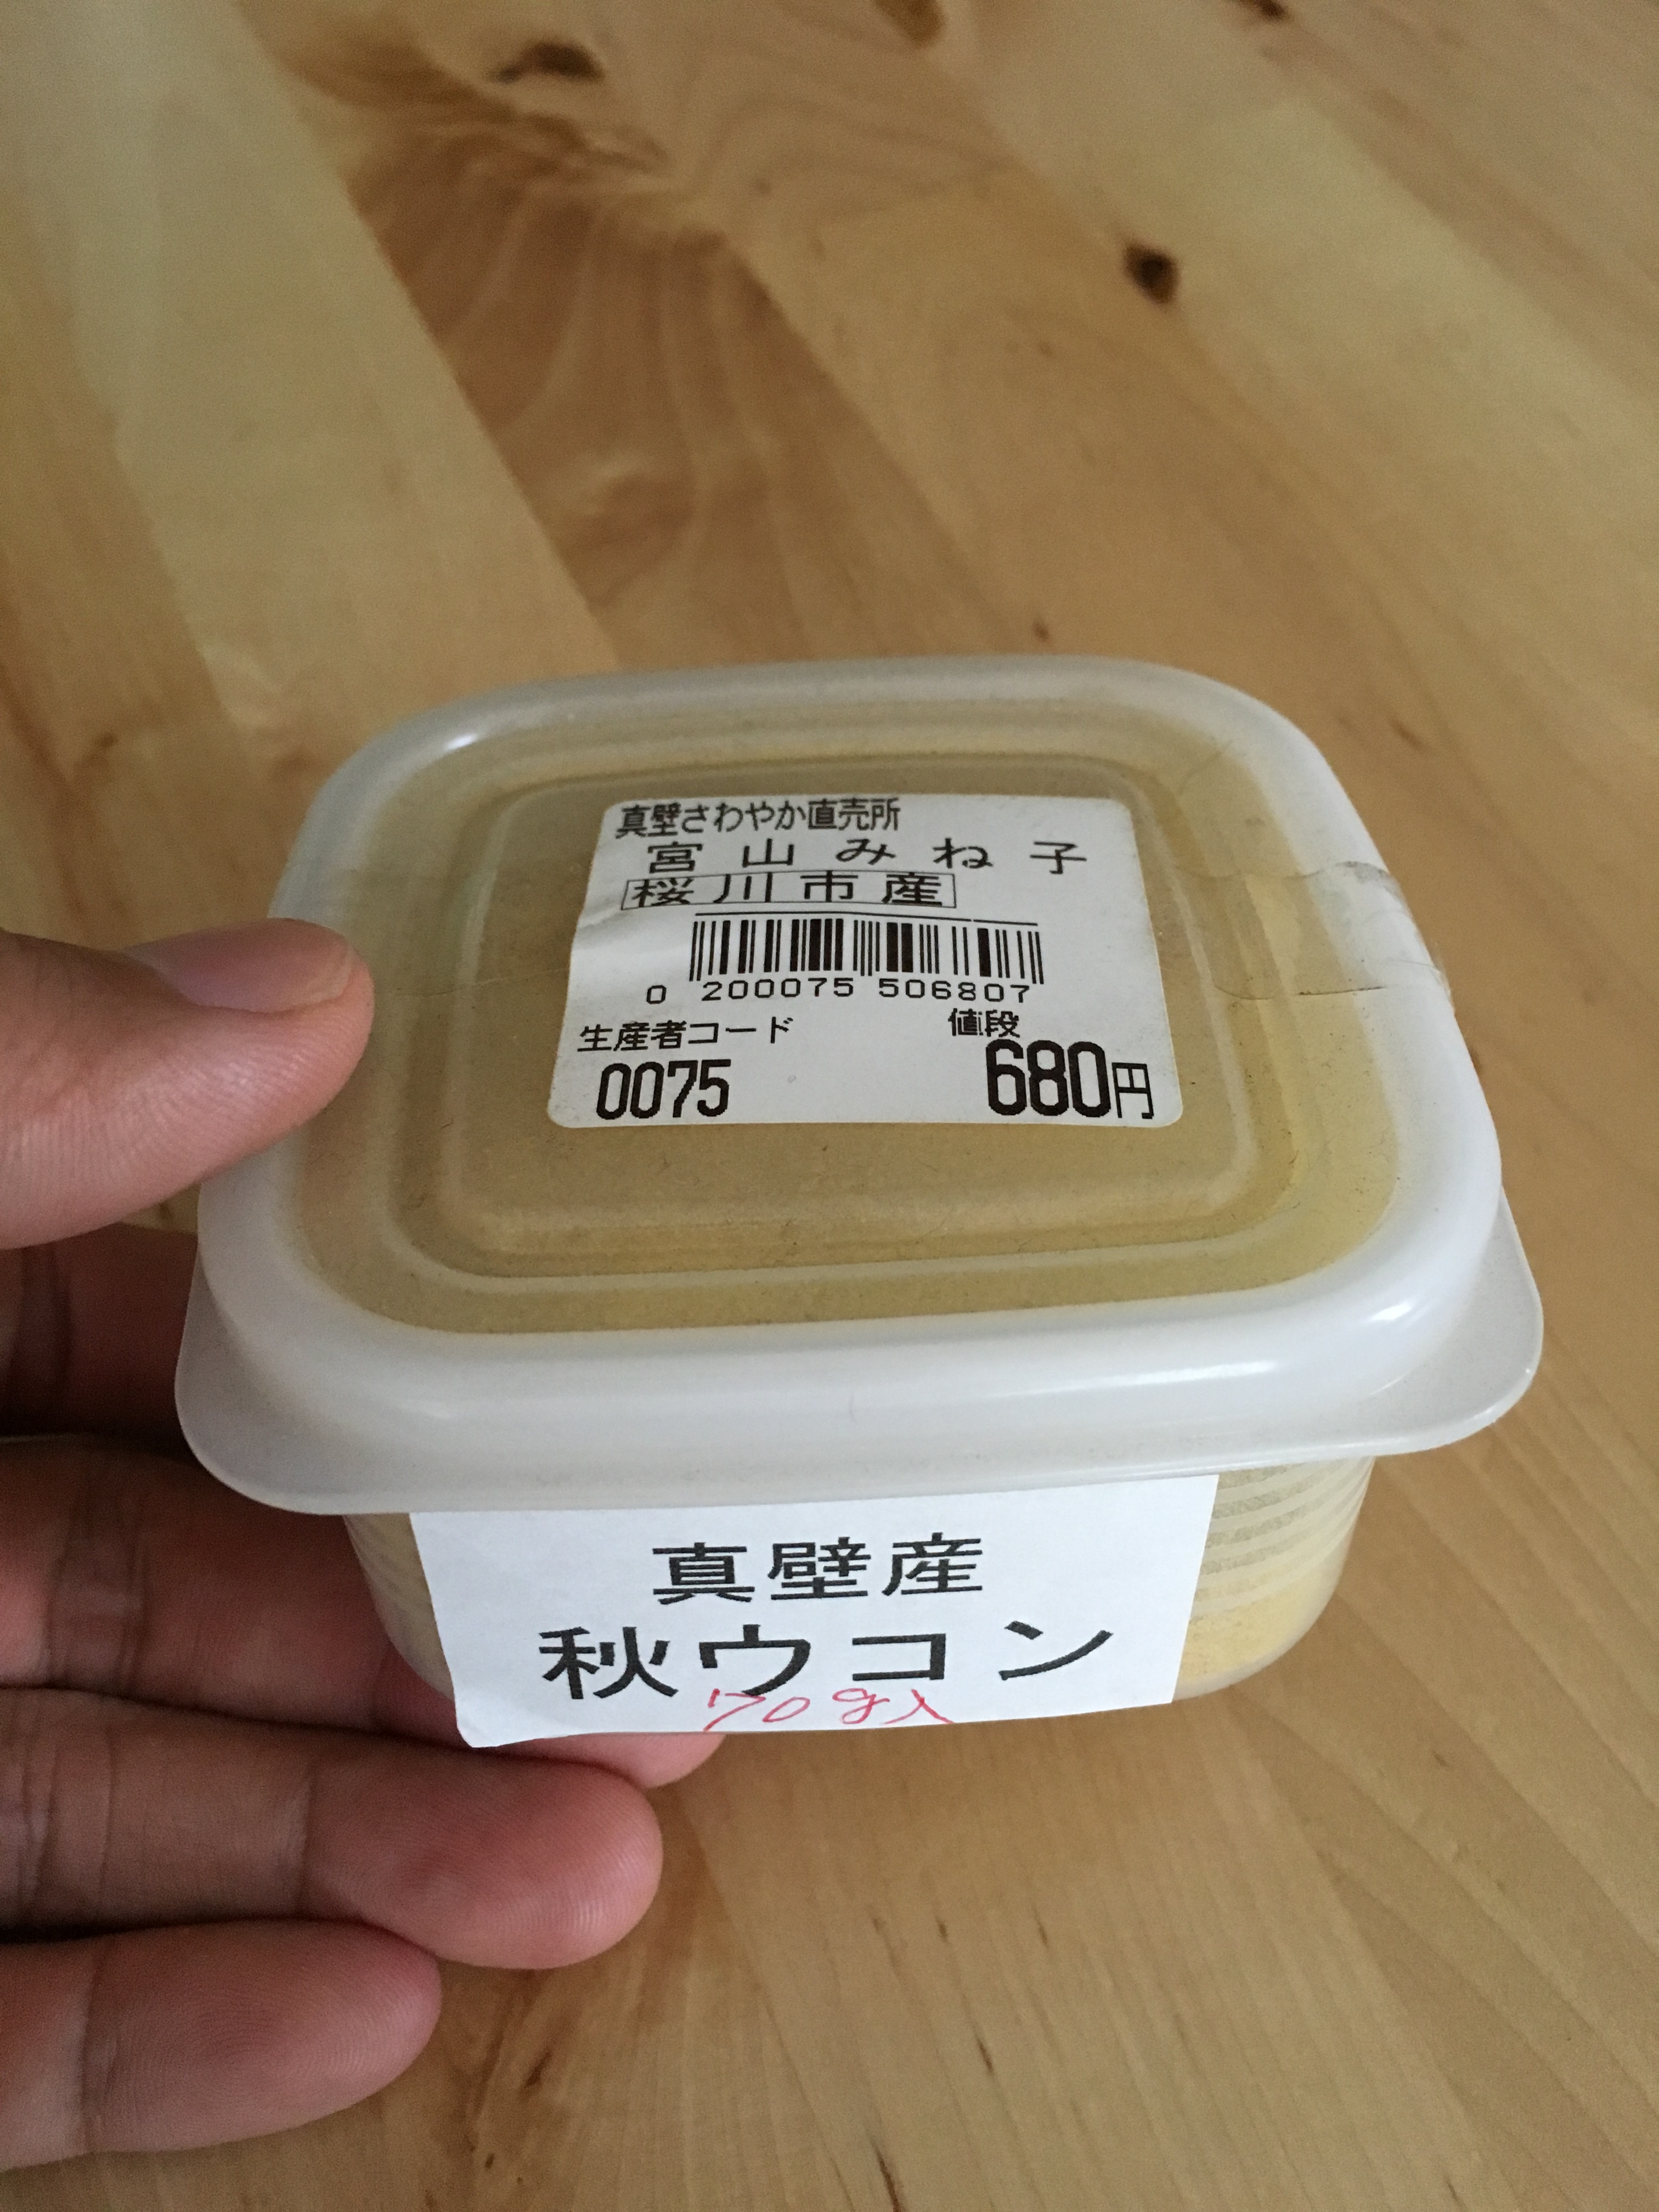 真壁さわやか直売所
宮山みね子
桜川市産
0 200075 506807
生産者コード 値段
0075 680円
真壁産
秋ウコン
70g入